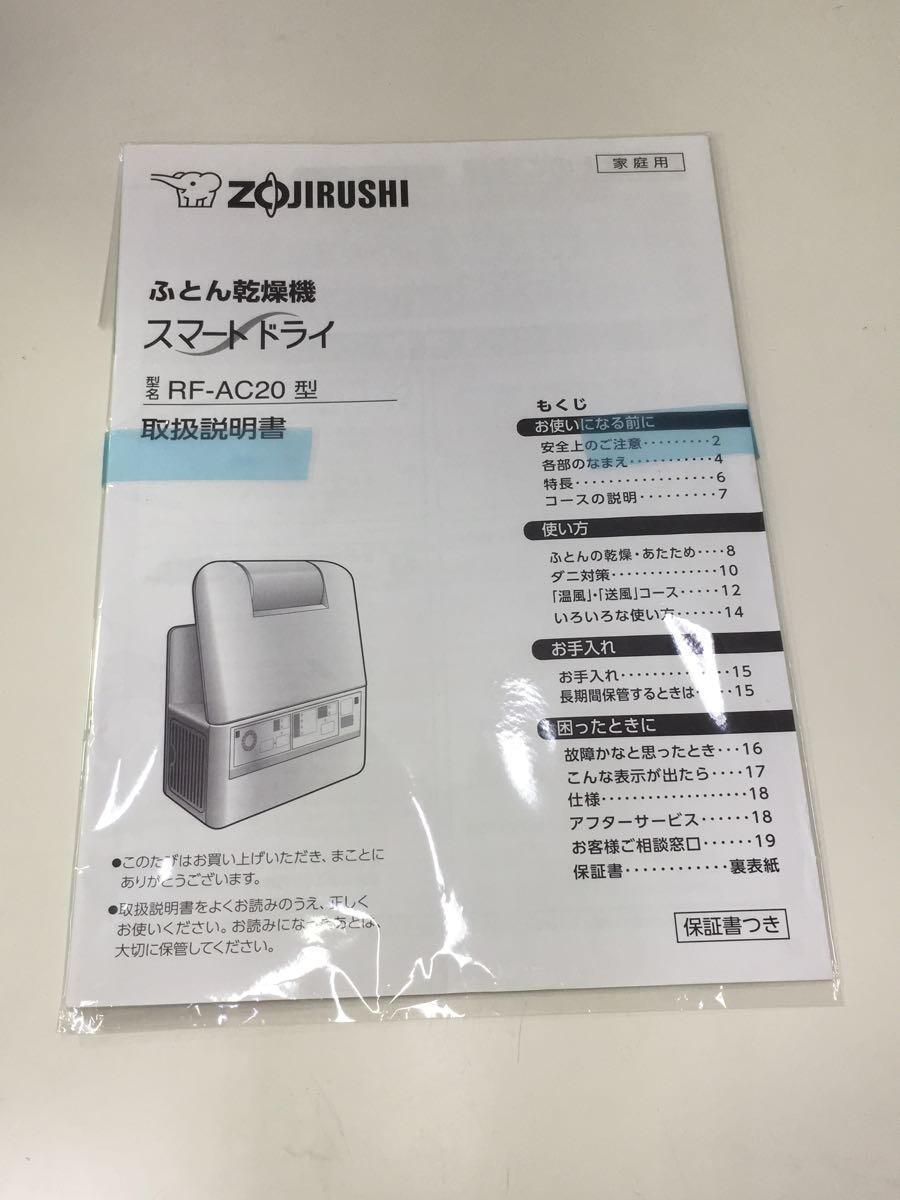 家庭用
ZOJIRUSHI
ふとん乾燥機
スマートドライ
型名 RF-AC20 型
取扱説明書
もくじ
お使いになる前に
安全上のご注意・・・・・・・・・2
各部のなまえ・・・・・・・・・・4
特長・・・・・・・・・・・・・・・・・・6
コースの説明・・・・・・・・・7
使い方
ふとんの乾燥・あたため・・・・8
ダニ対策・・・・・・・・・・・・・・10
「温風」・「送風」コース・・・・・12
いろいろな使い方・・・・・・14
お手入れ
お手入れ・・・・・・・・・・・・・・15
長期間保管するときは・・・・・15
困ったときに
故障かなと思ったとき・・・16
こんな表示が出たら・・・・17
仕様・・・・・・・・・・・・・・・・・・18
アフターサービス・・・・・・18
お客様ご相談窓口・・・・・・19
保証書・・・・・・・・・・・・裏表紙
●このたびはお買い上げいただき、まことに
ありがとうございます。
●取扱説明書をよくお読みのうえ、正しく
お使いください。お読みになったあとは、
大切に保管してください。
保証書つき